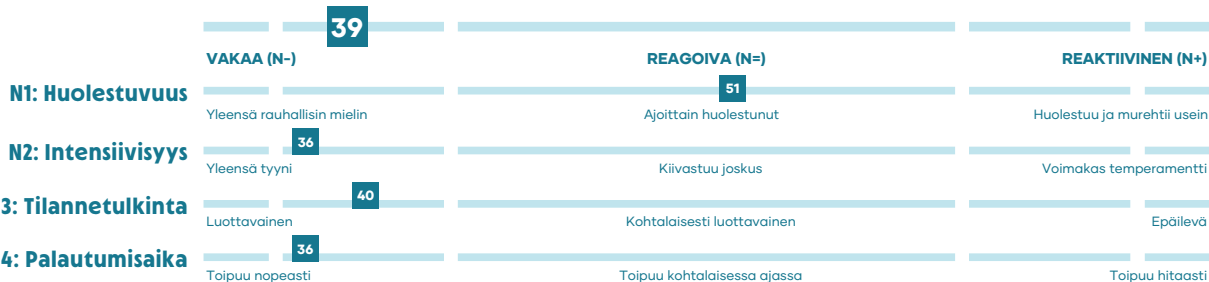 39
VAKAA (N-) REAGOIVA (N=) REAKTIIVINEN (N+)
N1: Huolestuvuus 51
Yleensä rauhallisin mielin Ajoittain huolestunut Huolestuu ja murehtii usein
N2: Intensiivisyys 36
Yleensä tyyni Kiivastuu joskus Voimakas temperamentti
3: Tilannetulkinta 40
Luottavainen Kohtalaisesti luottavainen Epäilevä
4: Palautumisaika 36
Toipuu nopeasti Toipuu kohtalaisessa ajassa Toipuu hitaasti